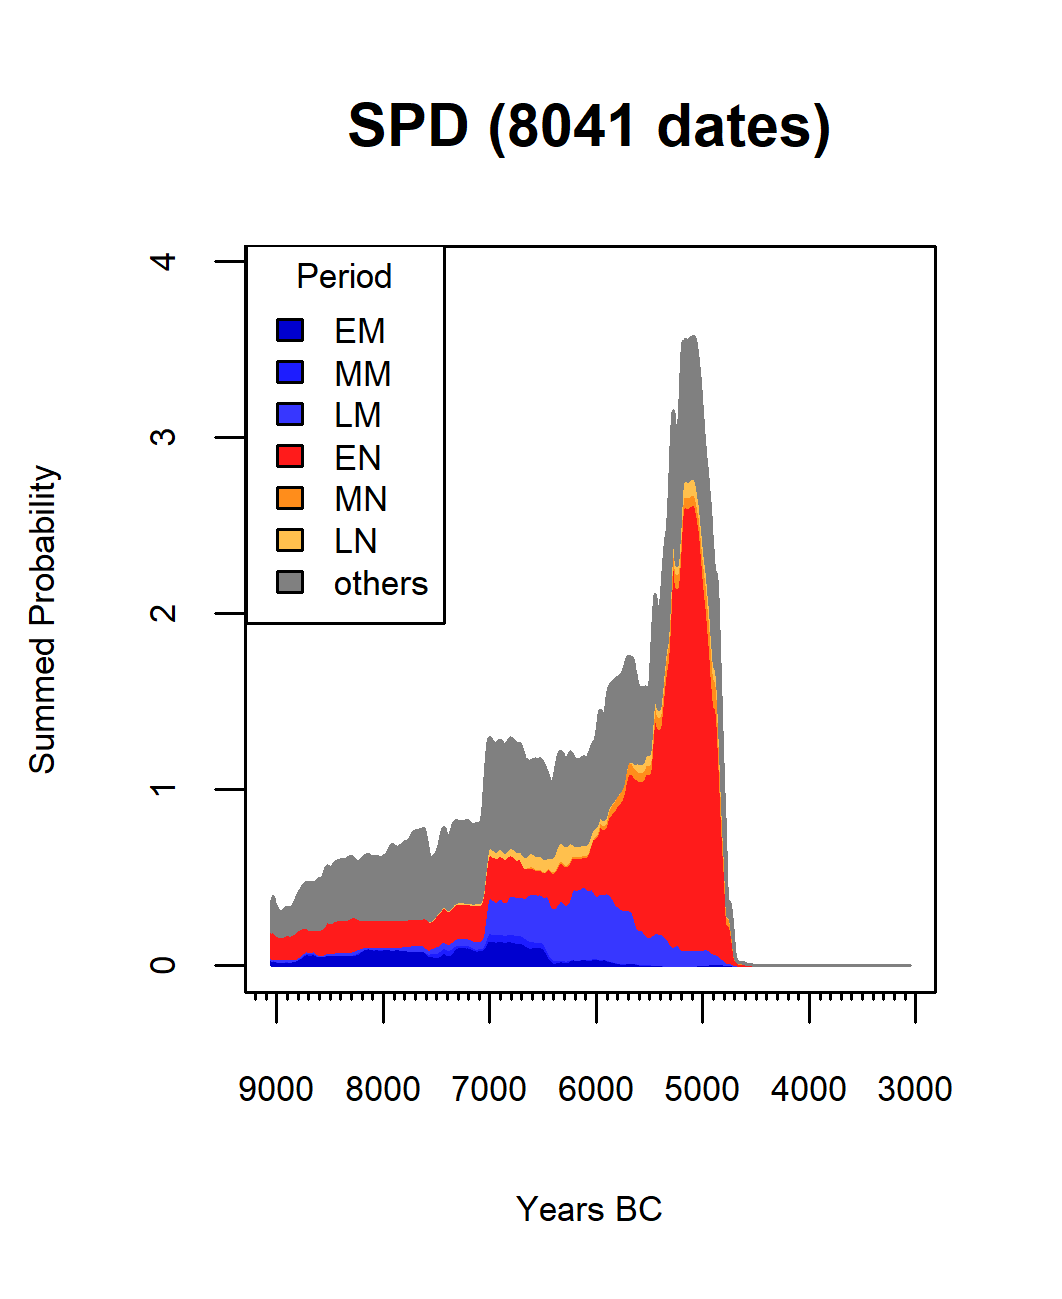 SPD (8041 dates)
Summed Probability
4
3
2
1
0
Period
EM
MM
LM
EN
MN
LN
others
9000 8000 7000 6000 5000 4000 3000
Years BC